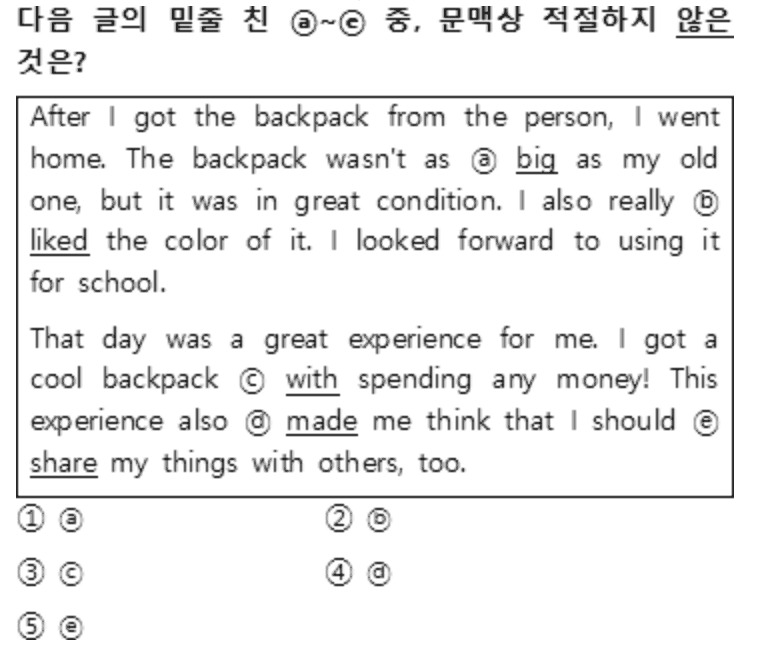 다음 글의 밑줄 친 ⓐ~ⓔ 중, 문맥상 적절하지 않은
것은?
After I got the backpack from the person, I went
home. The backpack wasn't as ⓐ big as my old
one, but it was in great condition. I also really ⓑ
liked the color of it. I looked forward to using it
for school.
That day was a great experience for me. I got a
cool backpack ⓒ with spending any money! This
experience also ⓓ made me think that I should ⓔ
share my things with others, too.
① ⓐ ② ⓑ
③ ⓒ ④ ⓓ
⑤ ⓔ